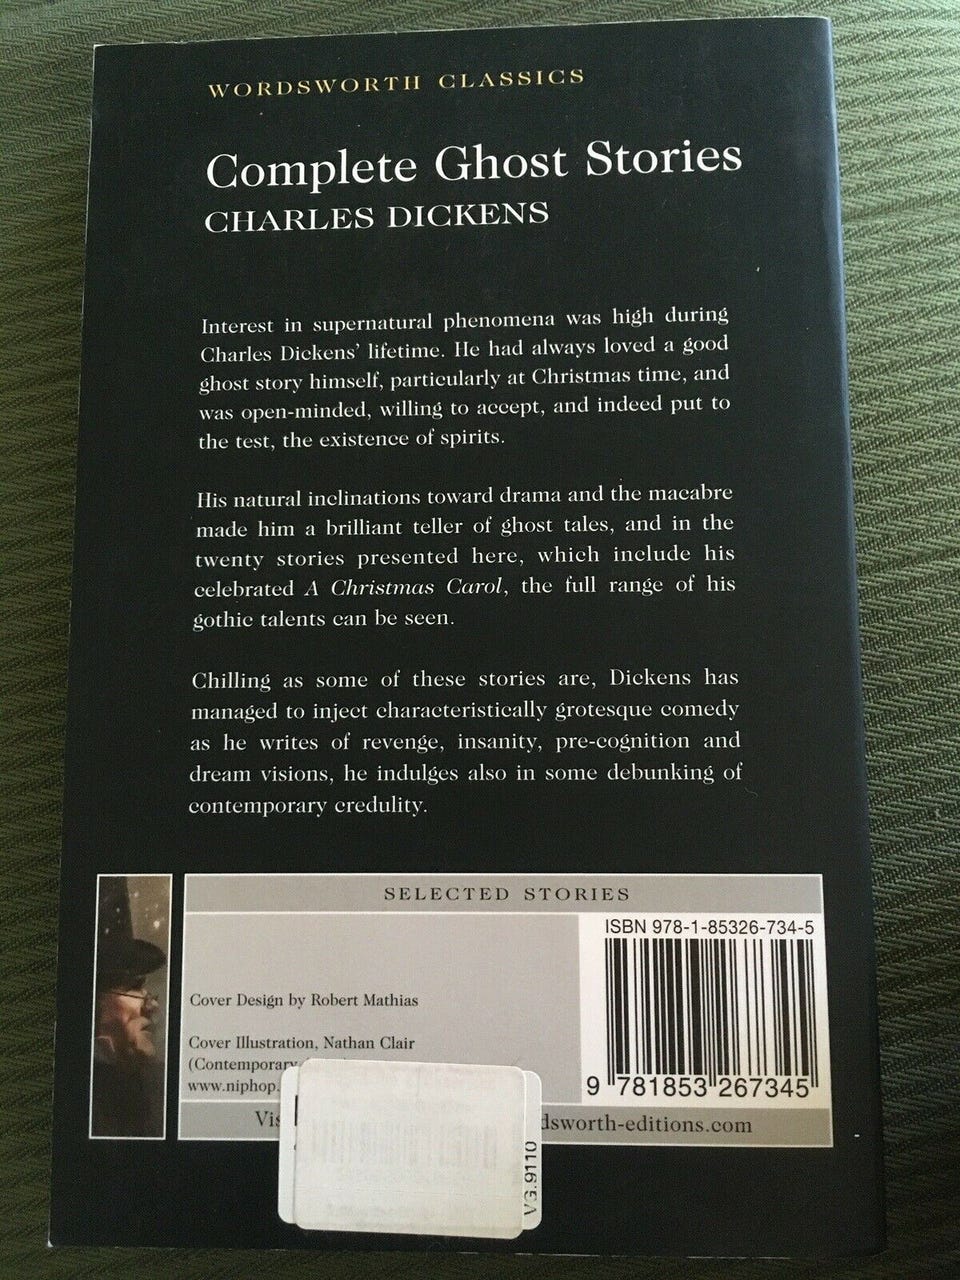 WORDSWORTH CLASSICS
Complete Ghost Stories
CHARLES DICKENS
Interest in supernatural phenomena was high during
Charles Dickens' lifetime. He had always loved a good
ghost story himself, particularly at Christmas time, and
was open-minded, willing to accept, and indeed put to
the test, the existence of spirits.
His natural inclinations toward drama and the macabre
made him a brilliant teller of ghost tales, and in the
twenty stories presented here, which include his
celebrated A Christmas Carol, the full range of his
gothic talents can be seen.
Chilling as some of these stories are, Dickens has
managed to inject characteristically grotesque comedy
as he writes of revenge, insanity, pre-cognition and
dream visions, he indulges also in some debunking of
contemporary credulity.
SELECTED STORIES
ISBN 978-1-85326-734-5
Cover Design by Robert Mathias
Cover Illustration, Nathan Clair
(Contemporary
www.niphop.
9 781853 267345
Vis
dsworth-editions.com
VG.9110